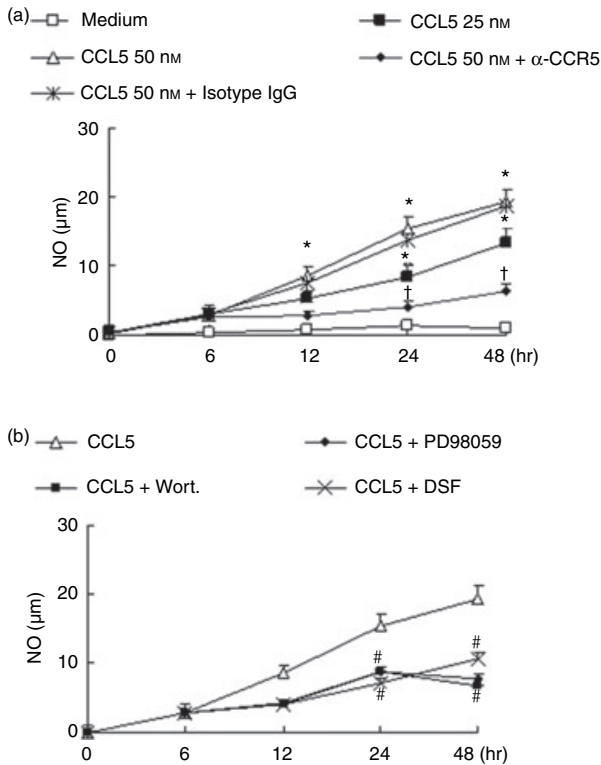 (a)
Medium
CCL5 25 nM
CCL5 50 nM
CCL5 50 nM + α-CCR5
CCL5 50 nM + Isotype IgG
30
20
10
0
NO (μm)
* * *
* *
† †
0 6 12 24 48 (hr)
(b)
CCL5
CCL5 + PD98059
CCL5 + Wort.
CCL5 + DSF
30
20
10
0
NO (μm)
# #
# #
0 6 12 24 48 (hr)